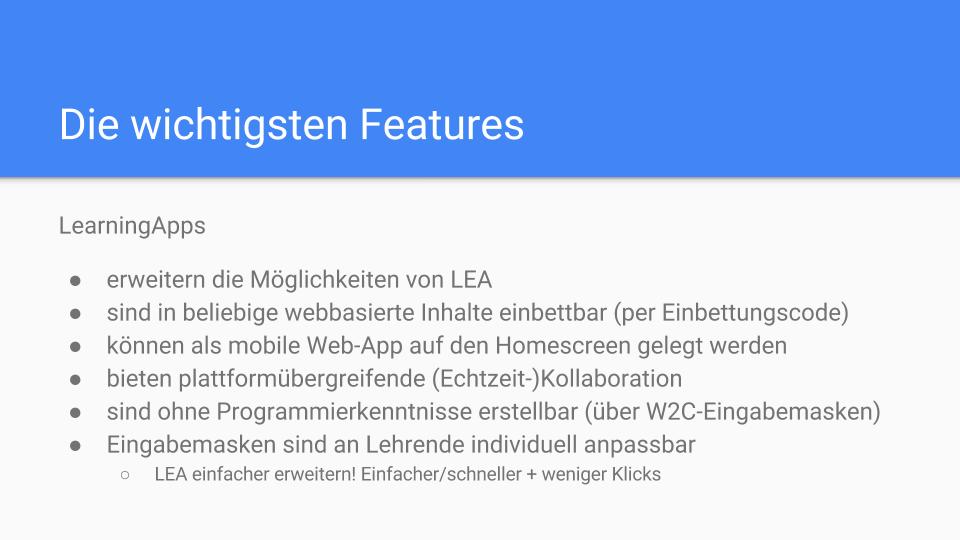 Die wichtigsten Features
LearningApps
● erweitern die Möglichkeiten von LEA
● sind in beliebige webbasierte Inhalte einbettbar (per Einbettungscode)
● können als mobile Web-App auf den Homescreen gelegt werden
● bieten plattformübergreifende (Echtzeit-)Kollaboration
● sind ohne Programmierkenntnisse erstellbar (über W2C-Eingabemasken)
● Eingabemasken sind an Lehrende individuell anpassbar
○ LEA einfacher erweitern! Einfacher/schneller + weniger Klicks